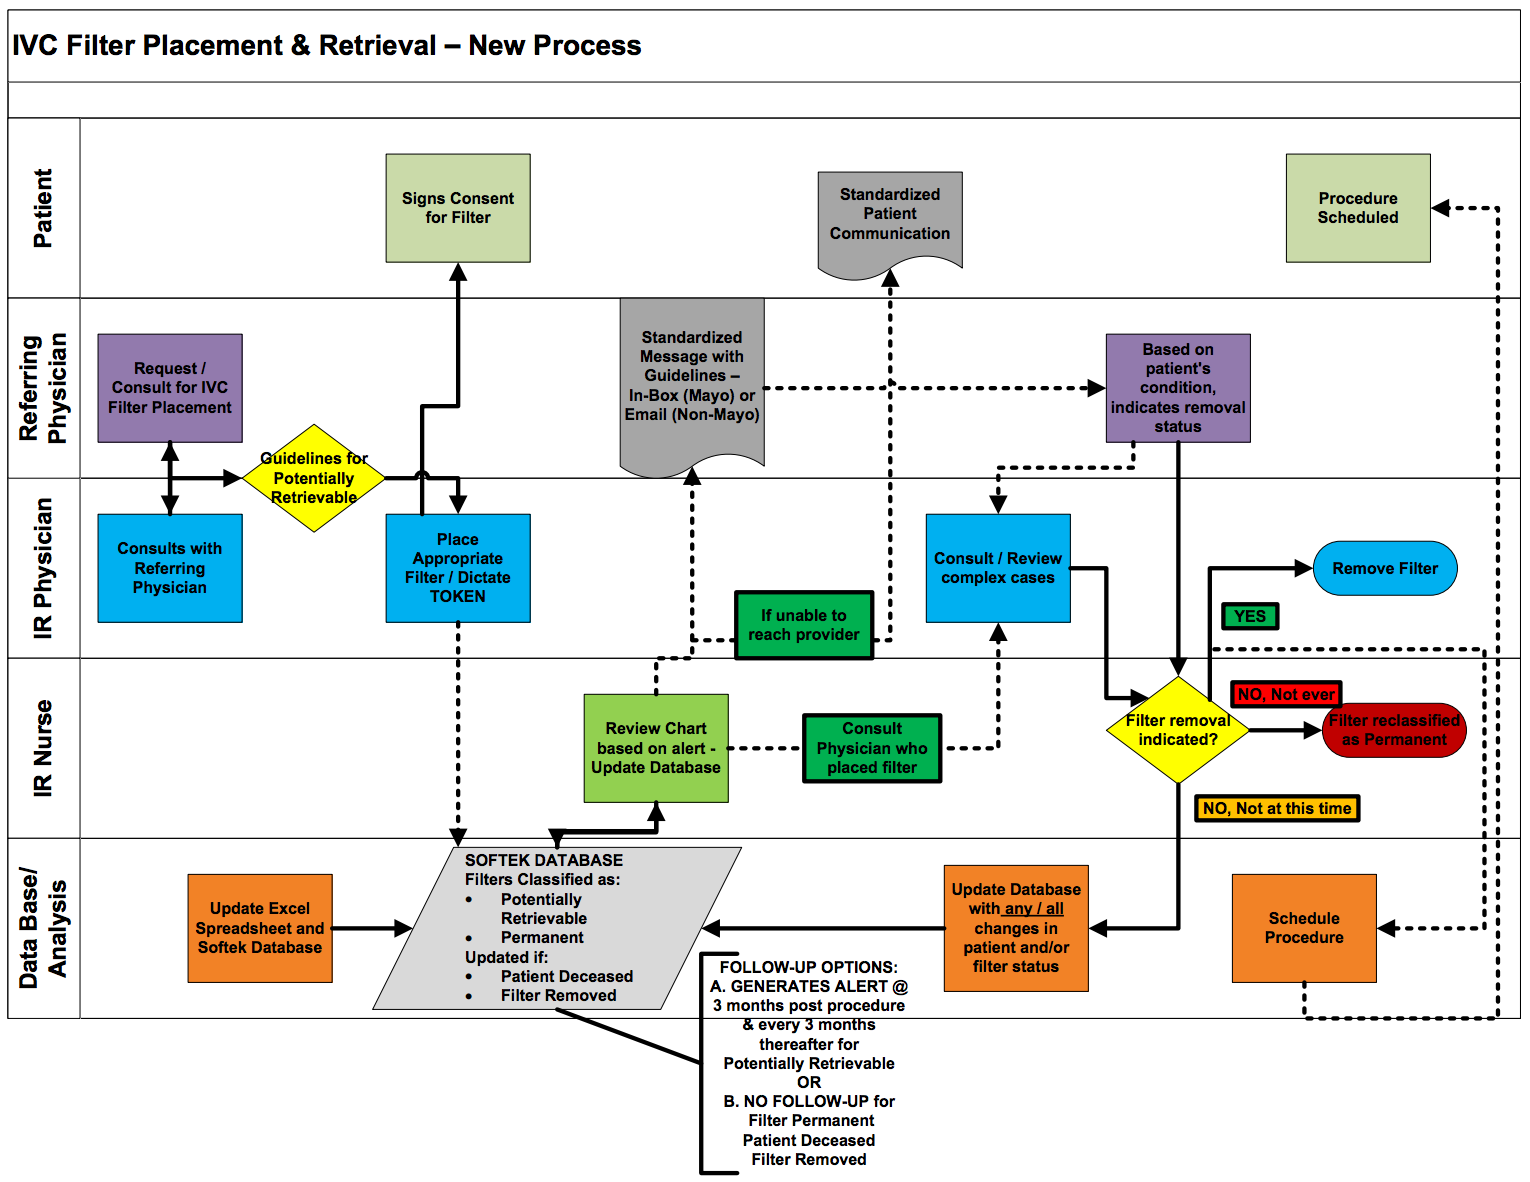 IVC Filter Placement & Retrieval – New Process
Patient
Signs Consent
for Filter
Standardized
Patient
Communication
Procedure
Scheduled
Referring
Physician
Request /
Consult for IVC
Filter Placement
Guidelines for
Potentially
Retrievable
Standardized
Message with
Guidelines –
In-Box (Mayo) or
Email (Non-Mayo)
Based on
patient's
condition,
indicates removal
status
IR Physician
Consults with
Referring
Physician
Place
Appropriate
Filter / Dictate
TOKEN
If unable to
reach provider
Consult / Review
complex cases
Remove Filter
YES
IR Nurse
Review Chart
based on alert -
Update Database
Consult
Physician who
placed filter
Filter removal
indicated?
NO, Not ever
Filter reclassified
as Permanent
NO, Not at this time
Data Base/
Analysis
Update Excel
Spreadsheet and
Softek Database
SOFTEK DATABASE
Filters Classified as:
• Potentially
Retrievable
• Permanent
Updated if:
• Patient Deceased
• Filter Removed
Update Database
with any / all
changes in
patient and/or
filter status
Schedule
Procedure
FOLLOW-UP OPTIONS:
A. GENERATES ALERT @
3 months post procedure
& every 3 months
thereafter for
Potentially Retrievable
OR
B. NO FOLLOW-UP for
Filter Permanent
Patient Deceased
Filter Removed